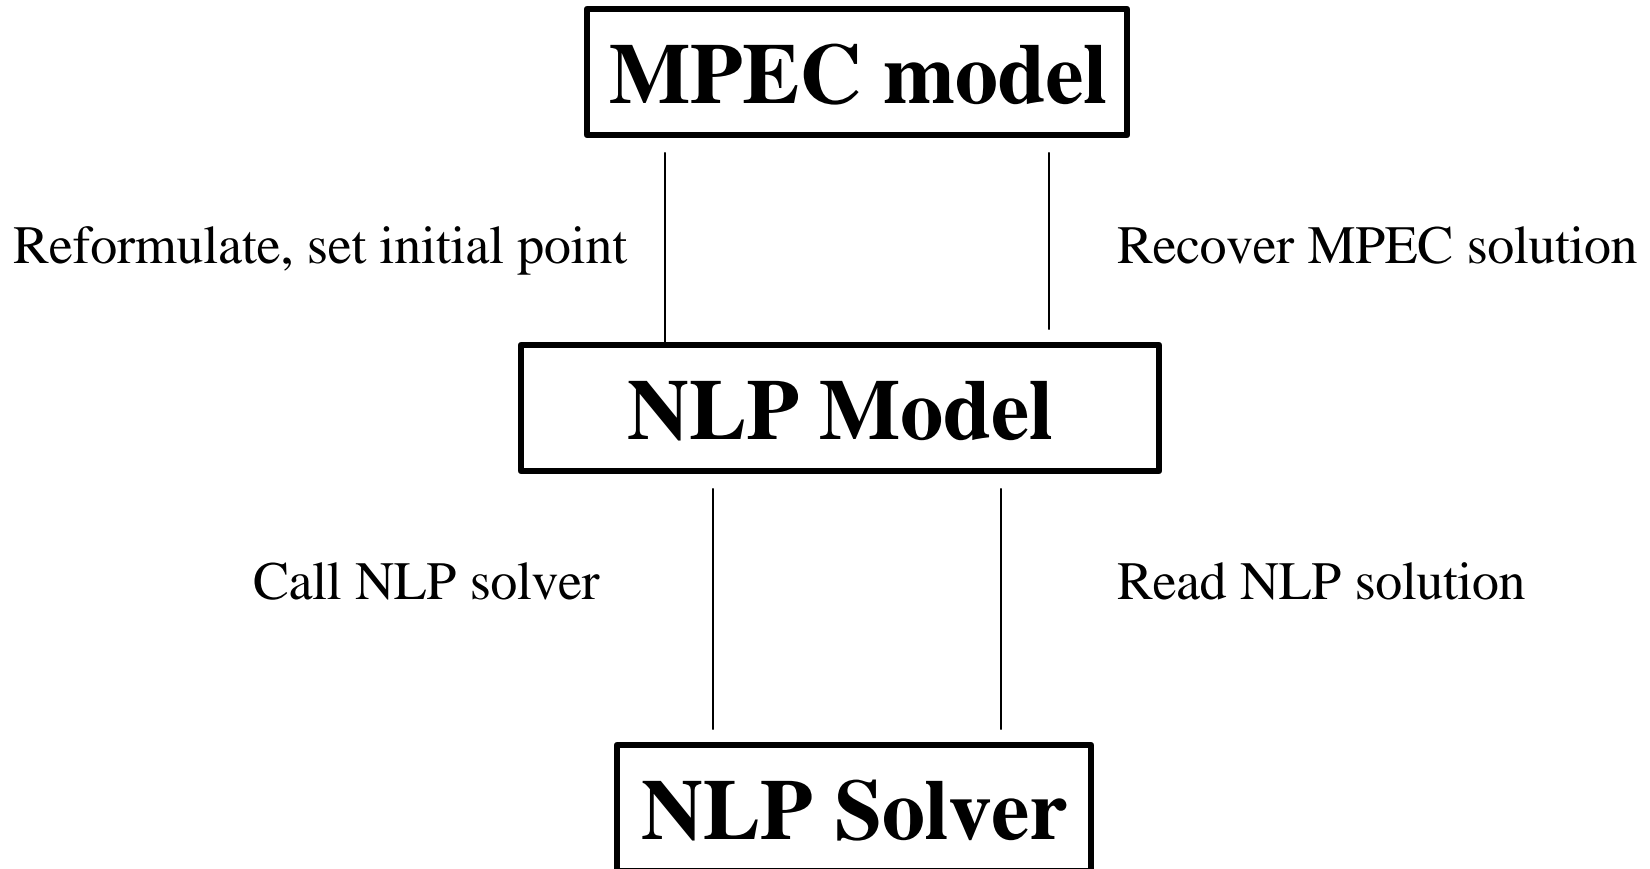 MPEC model
Reformulate, set initial point
Recover MPEC solution
NLP Model
Call NLP solver
Read NLP solution
NLP Solver